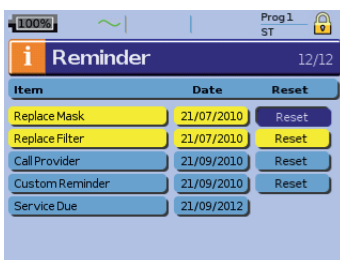 100% Prog 1
ST
i Reminder 12/12
Item Date Reset
Replace Mask 21/07/2010 Reset
Replace Filter 21/07/2010 Reset
Call Provider 21/09/2010 Reset
Custom Reminder 21/09/2010 Reset
Service Due 21/09/2012